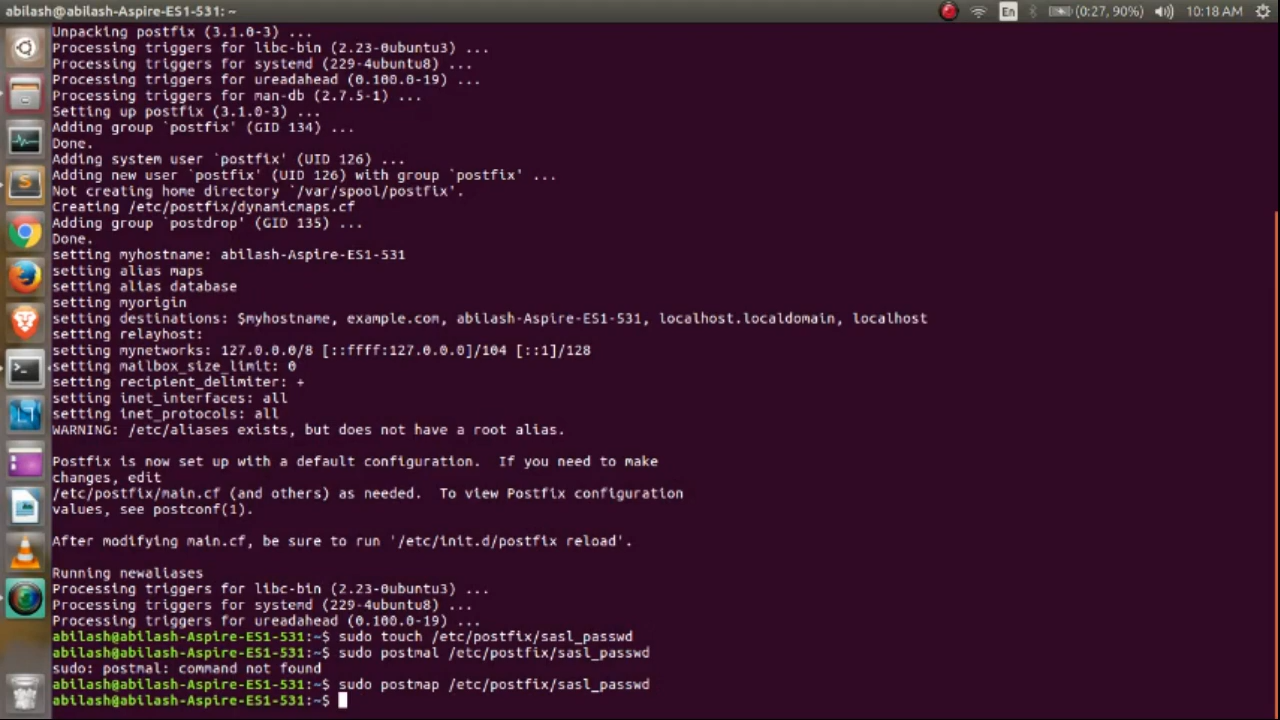 abilash@abilash-Aspire-ES1-531: ~
En
(0:27, 90%)
10:18 AM
Unpacking postfix (3.1.0-3) ...
Processing triggers for libc-bin (2.23-0ubuntu3) ...
Processing triggers for systemd (229-4ubuntu8) ...
Processing triggers for ureadahead (0.100.0-19) ...
Processing triggers for man-db (2.7.5-1) ...
Setting up postfix (3.1.0-3) ...
Adding group `postfix' (GID 134) ...
Done.
Adding system user `postfix' (UID 126) ...
Adding new user `postfix' (UID 126) with group `postfix' ...
Not creating home directory `/var/spool/postfix'.
Creating /etc/postfix/dynamicmaps.cf
Adding group `postdrop' (GID 135) ...
Done.
setting myhostname: abilash-Aspire-ES1-531
setting alias maps
setting alias database
setting myorigin
setting destinations: $myhostname, example.com, abilash-Aspire-ES1-531, localhost.localdomain, localhost
setting relayhost:
setting mynetworks: 127.0.0.0/8 [::ffff:127.0.0.0]/104 [::1]/128
setting mailbox_size_limit: 0
setting recipient_delimiter: +
setting inet_interfaces: all
setting inet_protocols: all
WARNING: /etc/aliases exists, but does not have a root alias.
Postfix is now set up with a default configuration.  If you need to make
changes, edit
/etc/postfix/main.cf (and others) as needed.  To view Postfix configuration
values, see postconf(1).
After modifying main.cf, be sure to run '/etc/init.d/postfix reload'.
Running newaliases
Processing triggers for libc-bin (2.23-0ubuntu3) ...
Processing triggers for systemd (229-4ubuntu8) ...
Processing triggers for ureadahead (0.100.0-19) ...
abilash@abilash-Aspire-ES1-531:~$ sudo touch /etc/postfix/sasl_passwd
abilash@abilash-Aspire-ES1-531:~$ sudo postmal /etc/postfix/sasl_passwd
sudo: postmal: command not found
abilash@abilash-Aspire-ES1-531:~$ sudo postmap /etc/postfix/sasl_passwd
abilash@abilash-Aspire-ES1-531:~$